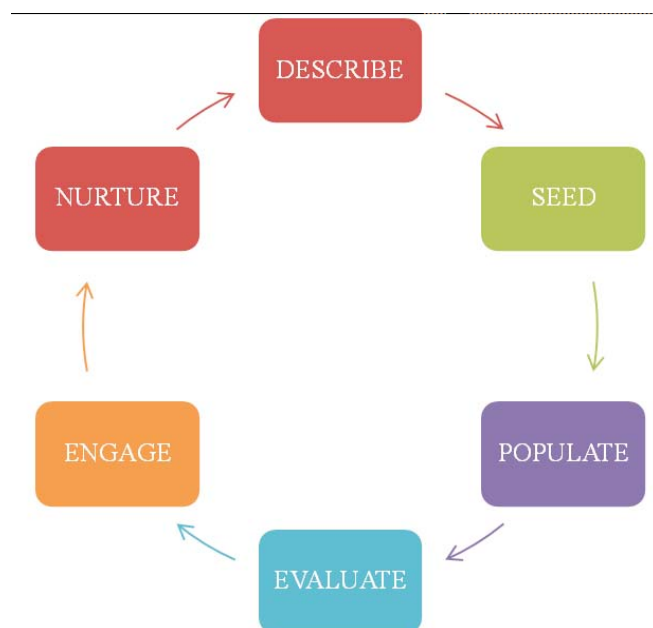 DESCRIBE
SEED
POPULATE
EVALUATE
ENGAGE
NURTURE